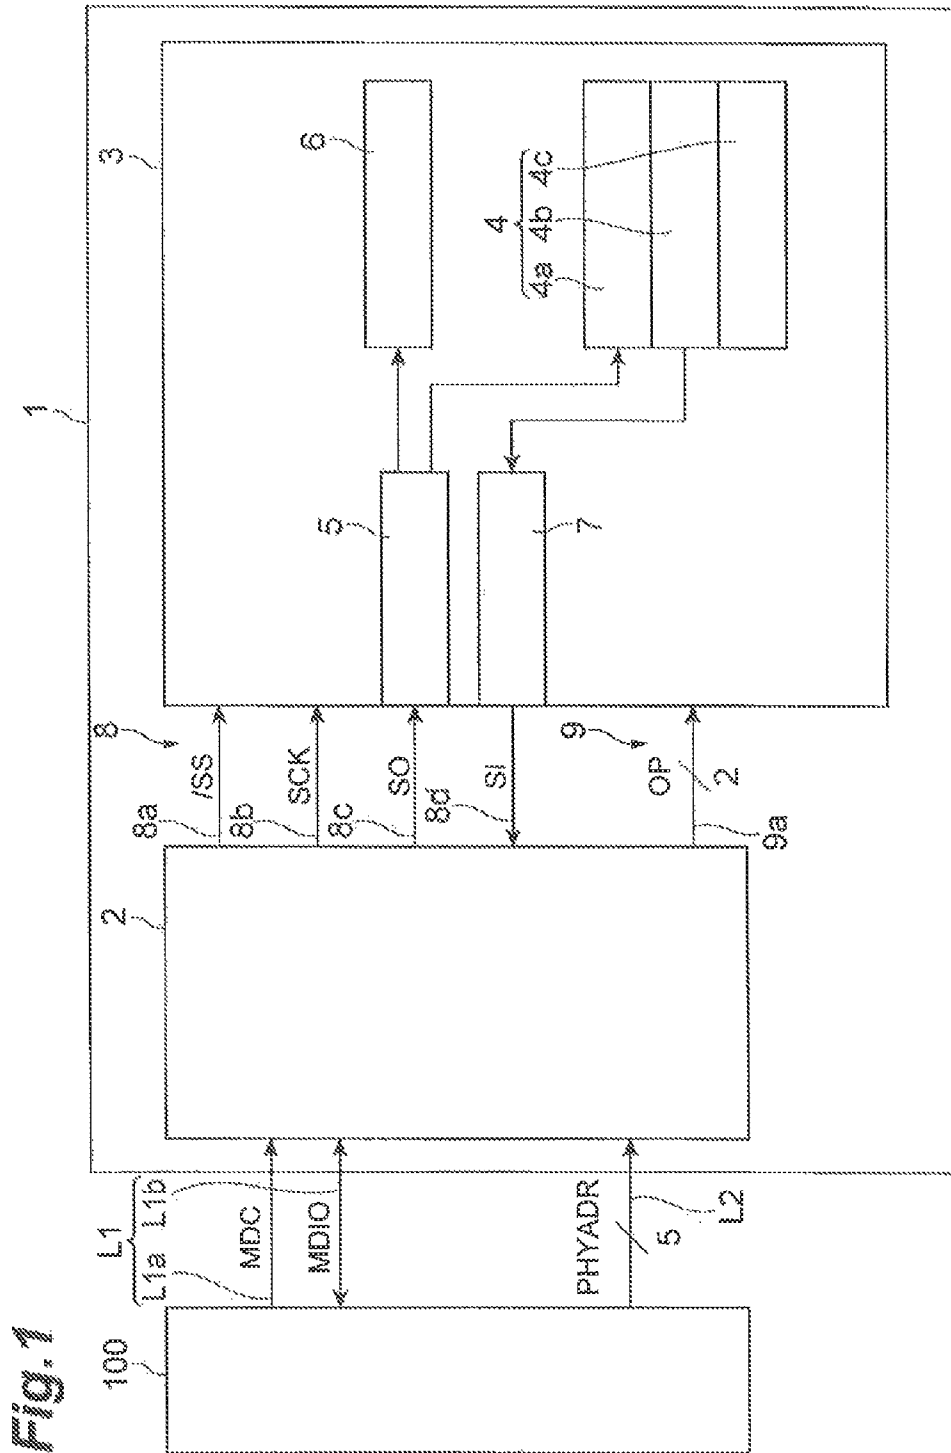 Fig.1
100
L1
L1a L1b
MDC
MDIO
PHYADR
5
L2
1
2
8
8a /SS
8b SCK
8c SO
8d SI
9
OP
2
9a
3
5
7
6
4
4a 4b 4c